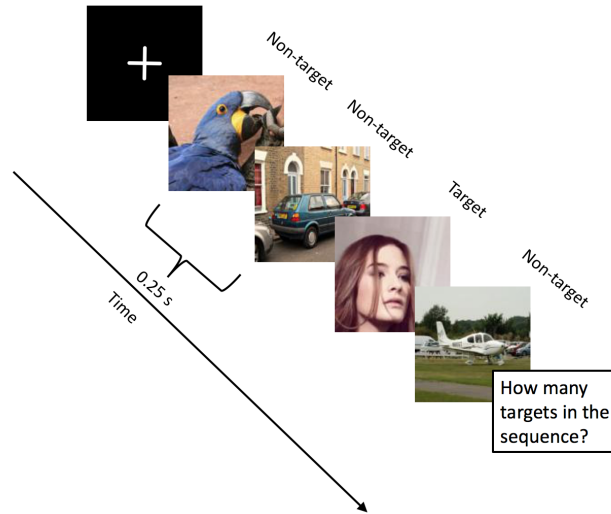 Non-target
Non-target
Target
Non-target
0.25 s
Time
How many
targets in the
sequence?